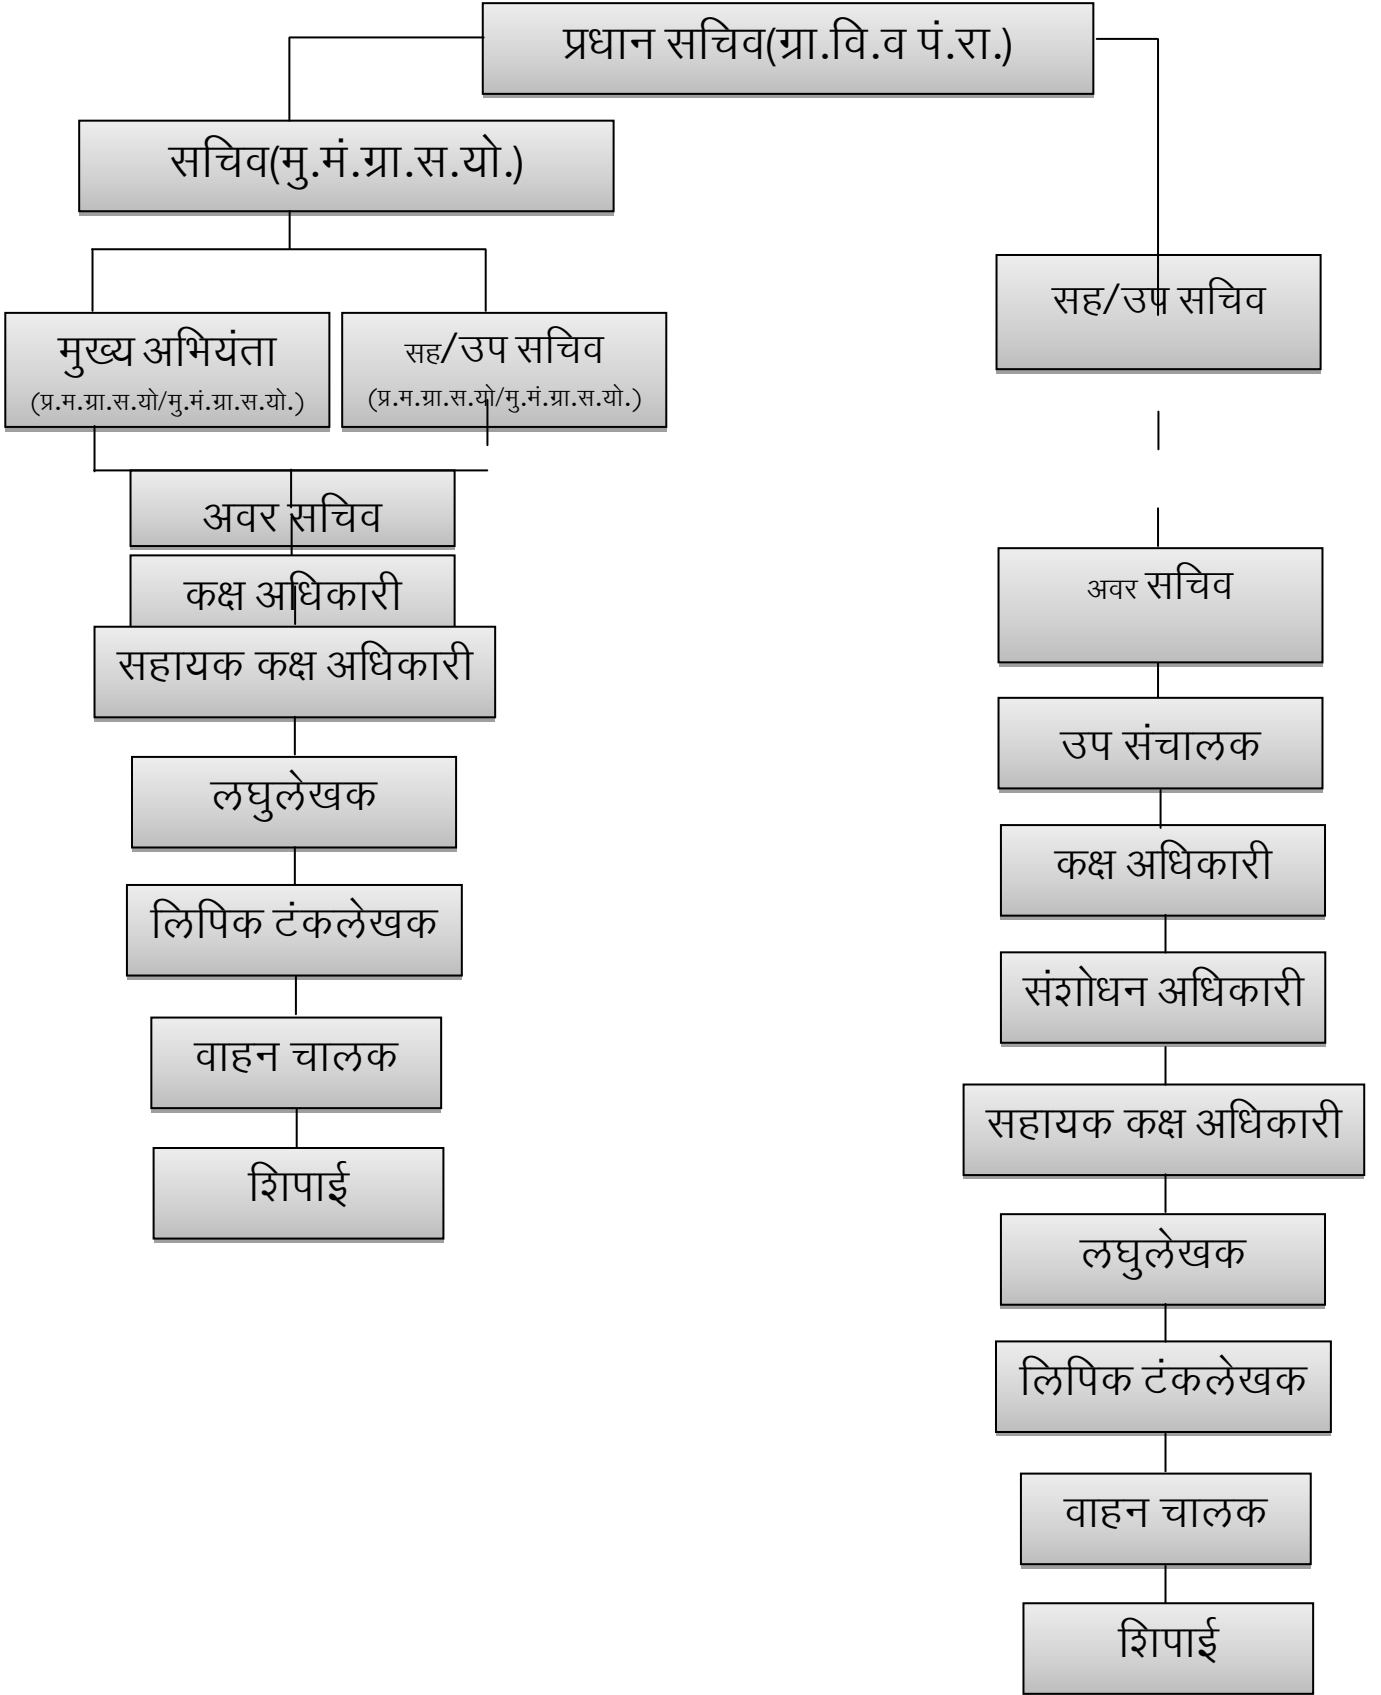 प्रधान सचिव(ग्रा.वि.व पं.रा.)
सचिव(मु.मं.ग्रा.स.यो.)
मुख्य अभियंता
(प्र.म.ग्रा.स.यो/मु.मं.ग्रा.स.यो.)
सह/उप सचिव
(प्र.म.ग्रा.स.यो/मु.मं.ग्रा.स.यो.)
अवर सचिव
कक्ष अधिकारी
सहायक कक्ष अधिकारी
लघुलेखक
लिपिक टंकलेखक
वाहन चालक
शिपाई
सह/उप सचिव
अवर सचिव
उप संचालक
कक्ष अधिकारी
संशोधन अधिकारी
सहायक कक्ष अधिकारी
लघुलेखक
लिपिक टंकलेखक
वाहन चालक
शिपाई